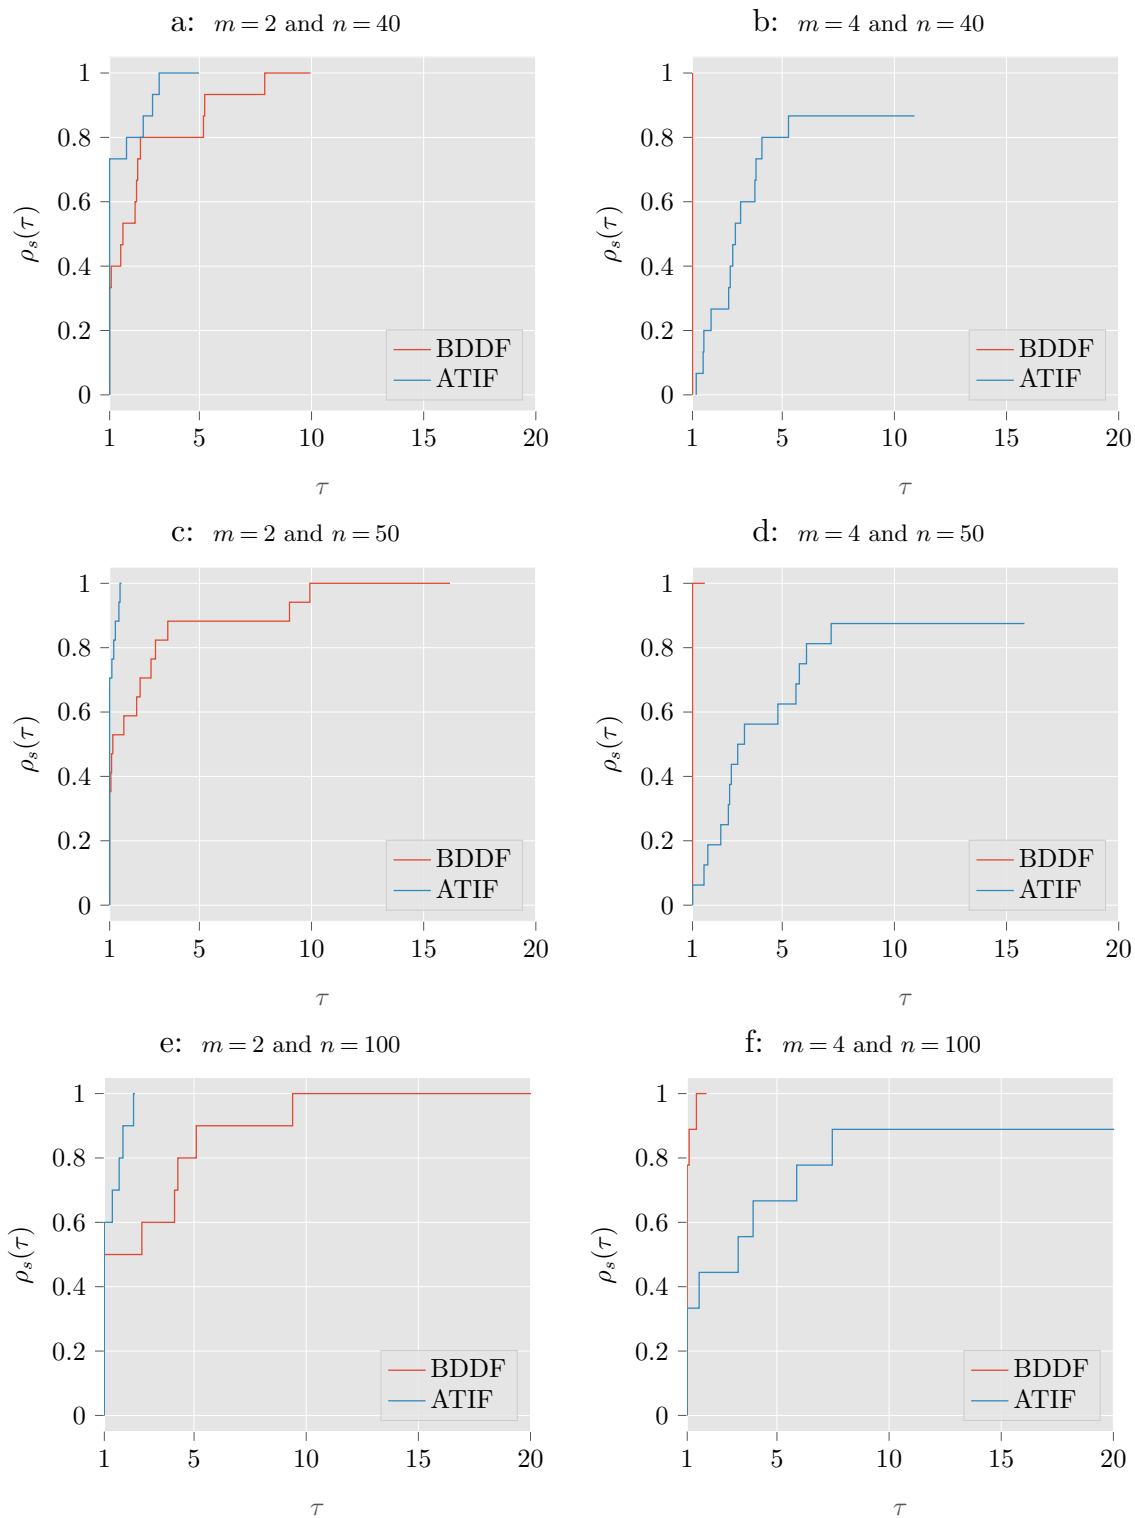 a: m = 2 and n = 40
b: m = 4 and n = 40
1
0.8
0.6
0.4
0.2
0
ρs(τ)
BDDF
ATIF
1 5 10 15 20
τ
1
0.8
0.6
0.4
0.2
0
ρs(τ)
BDDF
ATIF
1 5 10 15 20
τ
c: m = 2 and n = 50
d: m = 4 and n = 50
1
0.8
0.6
0.4
0.2
0
ρs(τ)
BDDF
ATIF
1 5 10 15 20
τ
1
0.8
0.6
0.4
0.2
0
ρs(τ)
BDDF
ATIF
1 5 10 15 20
τ
e: m = 2 and n = 100
f: m = 4 and n = 100
1
0.8
0.6
0.4
0.2
0
ρs(τ)
BDDF
ATIF
1 5 10 15 20
τ
1
0.8
0.6
0.4
0.2
0
ρs(τ)
BDDF
ATIF
1 5 10 15 20
τ